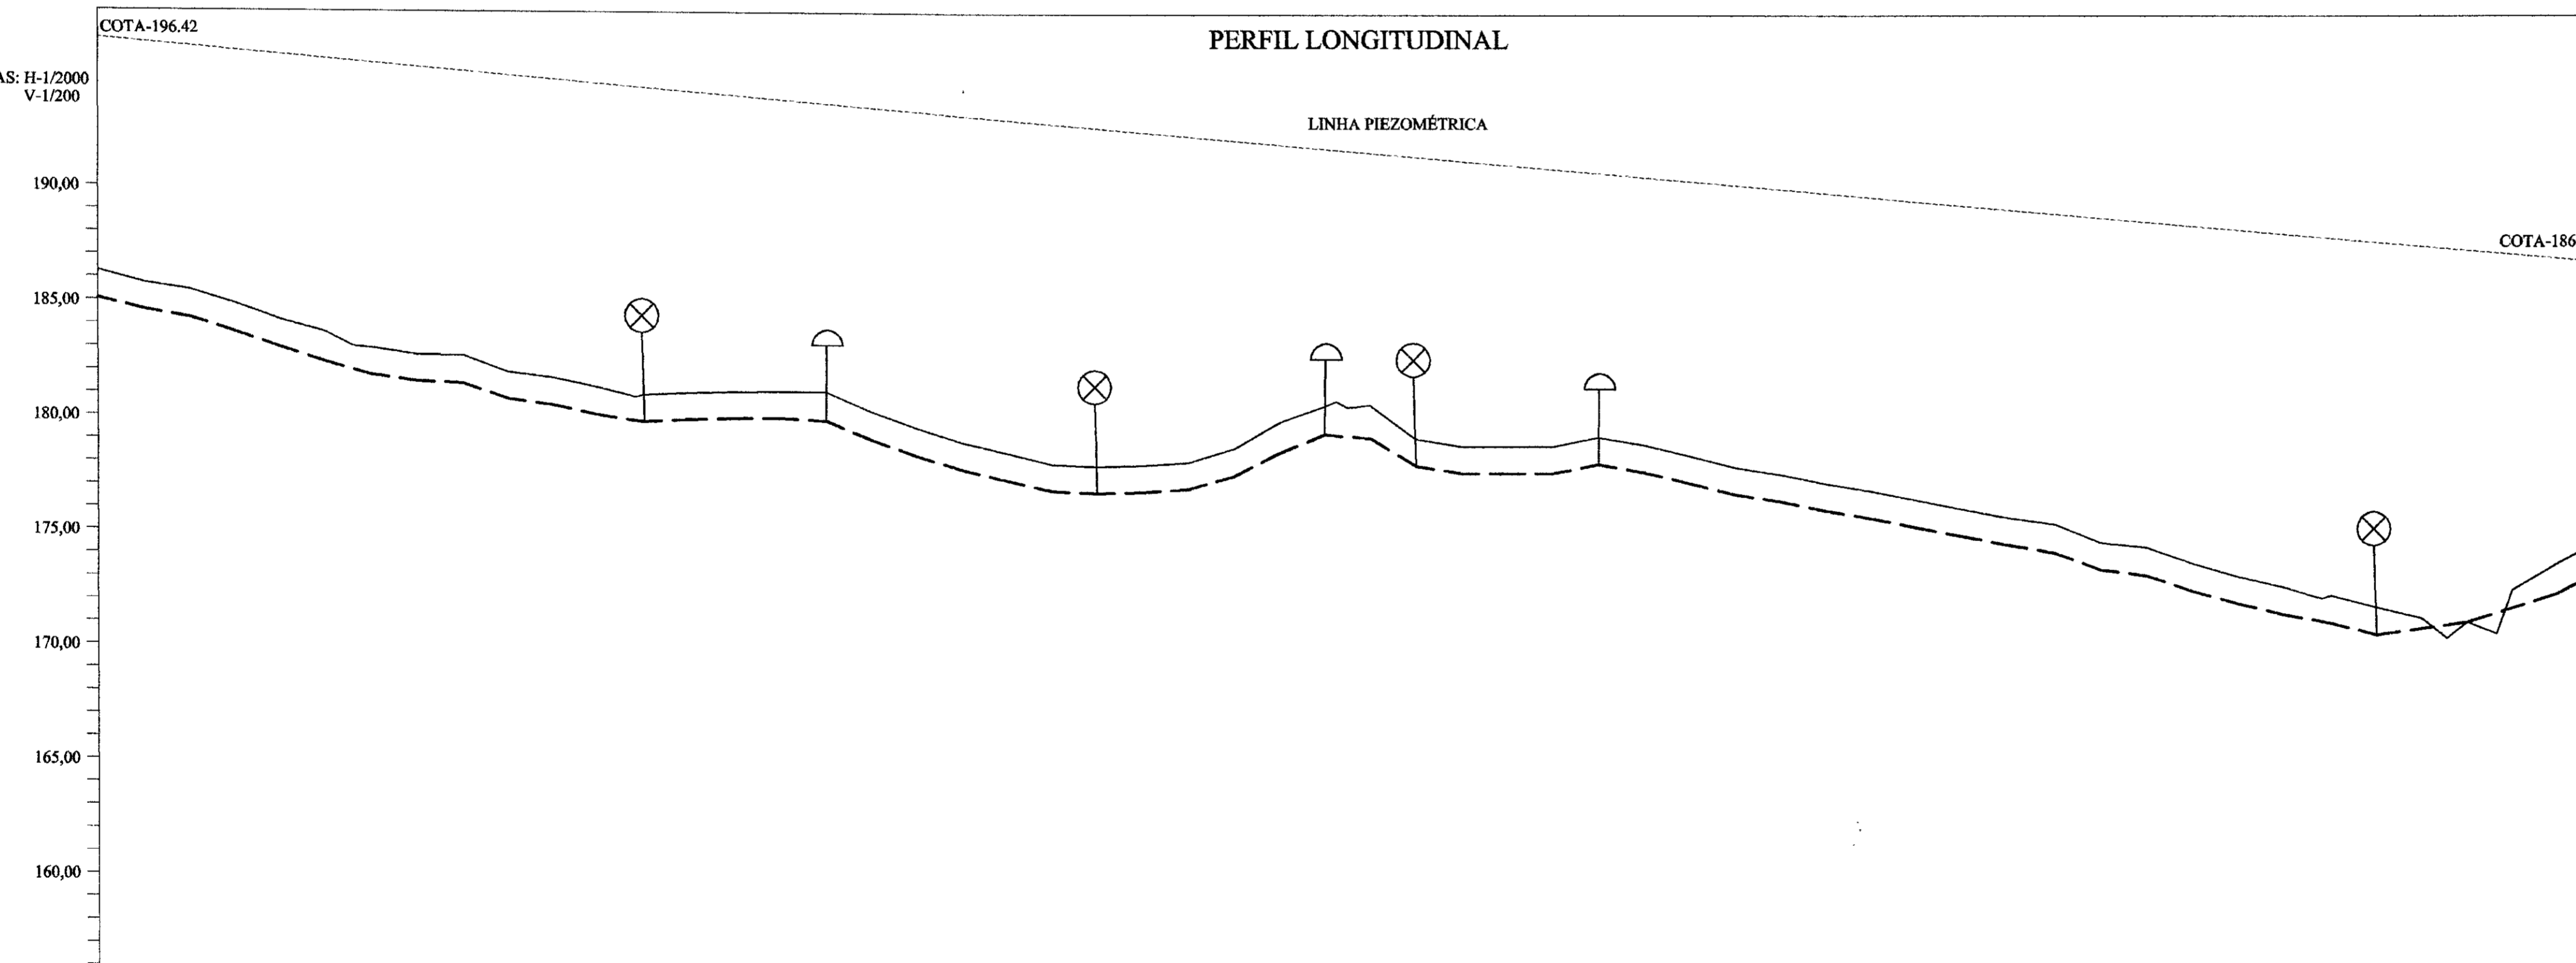 COTA-196.42
PERFIL LONGITUDINAL
AS: H-1/2000
V-1/200
LINHA PIEZOMÉTRICA
190,00
COTA-186
185,00
180,00
175,00
170,00
165,00
160,00